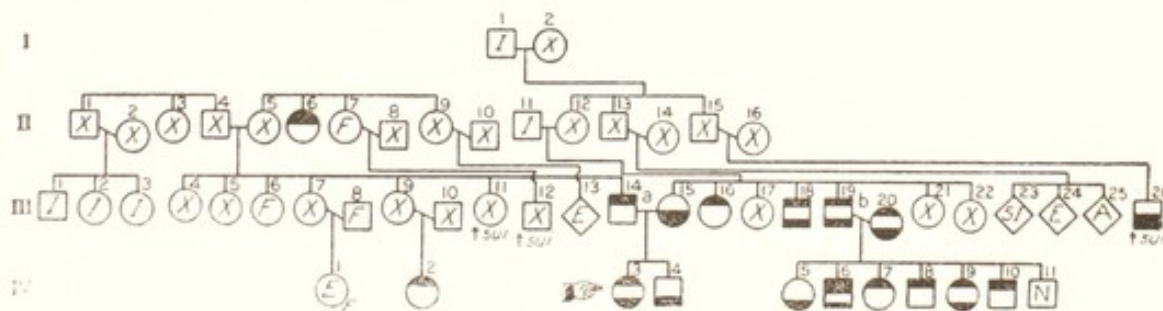 1 2
I I X
1 2 3 4 5 6 7 8 9 10 11 12 13 14 15 16
II X X X X X F X X X I X X X X X
1 2 3 4 5 6 7 8 9 10 11 12 13 14 15 16 17 18 19 20 21 22 23 24 25 26
III I I I X X F X F X X X X E a X b X X SI E A
↑sui ↑sui ↑sui
1 2 3 4 5 6 7 8 9 10 11
IV E N
F